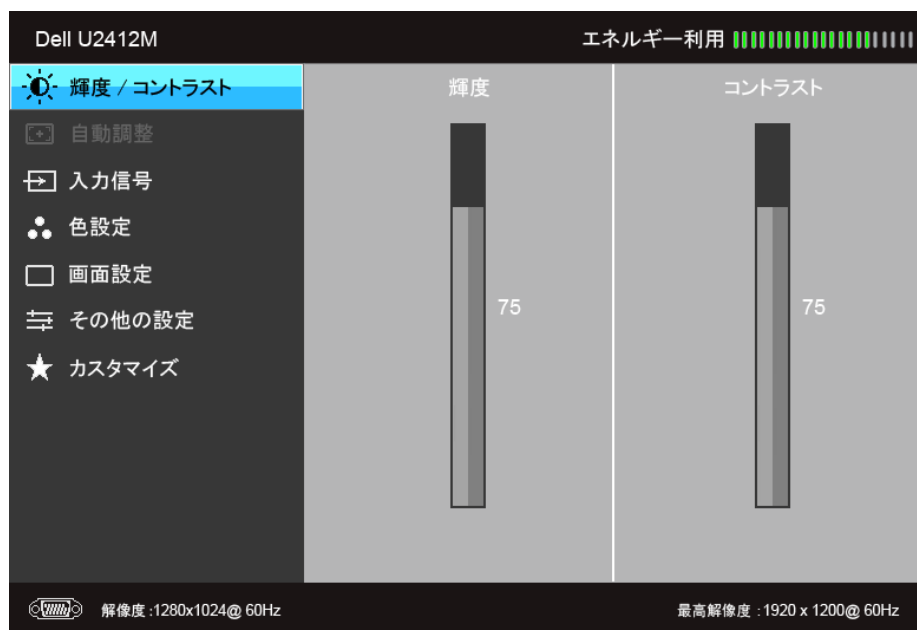 Dell U2412M エネルギー利用
輝度 / コントラスト 輝度 コントラスト
自動調整
入力信号
色設定
画面設定
75 75
その他の設定
カスタマイズ
解像度 :1280x1024@ 60Hz 最高解像度 : 1920 x 1200@ 60Hz